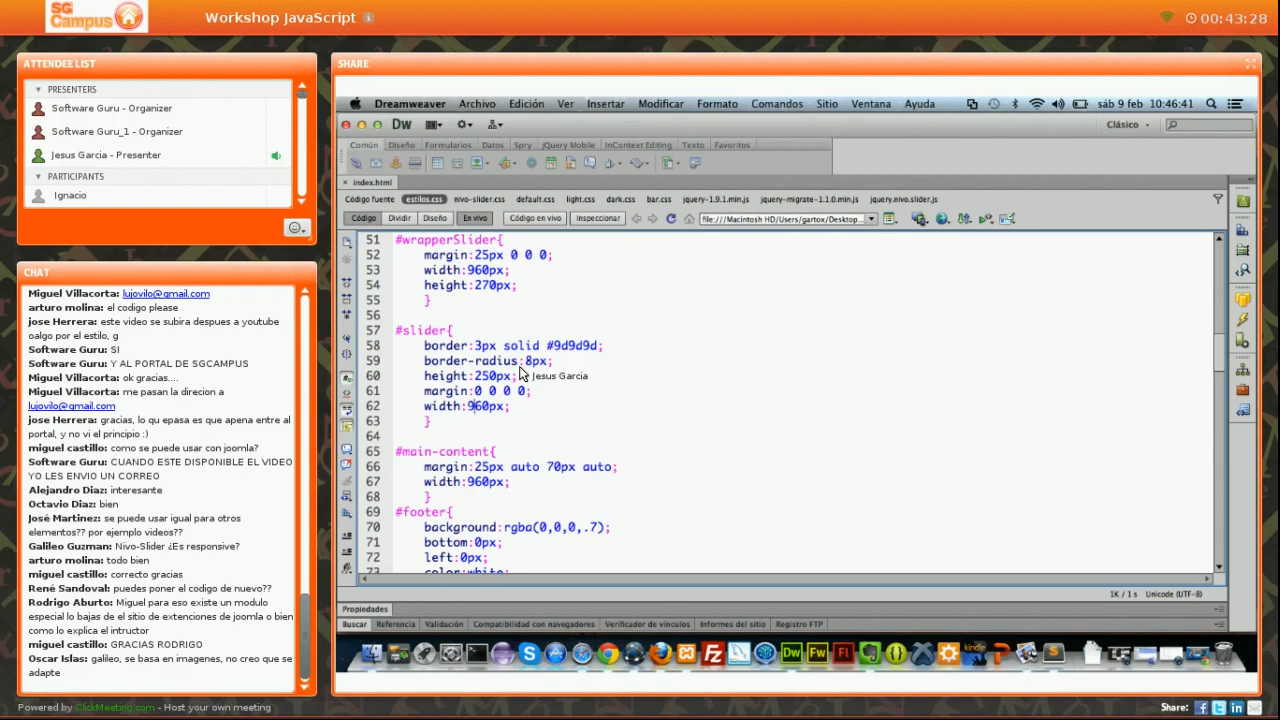 SG Campus
Workshop JavaScript
00:43:28
ATTENDEE LIST
PRESENTERS
Software Guru - Organizer
Software Guru_1 - Organizer
Jesus Garcia - Presenter
PARTICIPANTS
Ignacio
CHAT
Miguel Villacorta: lujovilo@gmail.com
arturo molina: el codigo please
jose Herrera: este video se subira despues a youtube
oalgo por el estilo, g
Software Guru: SI
Software Guru: Y AL PORTAL DE SGCAMPUS
Miguel Villacorta: ok gracias....
Miguel Villacorta: me pasan la direcion a
lujovilo@gmail.com
jose Herrera: gracias, lo qu epasa es que apena entre al
portal, y no vi el principio :)
miguel castillo: como se puede usar con joomla?
Software Guru: CUANDO ESTE DISPONIBLE EL VIDEO
YO LES ENVIO UN CORREO
Alejandro Diaz: interesante
Octavio Diaz: bien
José Martinez: se puede usar igual para otros
elementos?? por ejemplo videos??
Galileo Guzman: Nivo-Slider ¿Es responsive?
arturo molina: todo bien
miguel castillo: correcto gracias
René Sandoval: puedes poner el codigo de nuevo??
Rodrigo Aburto: Miguel para eso existe un modulo
especial lo bajas de el sitio de extenciones de joomla o bien
como lo explica el intructor
miguel castillo: GRACIAS RODRIGO
Oscar Islas: galileo, se basa en imagenes, no creo que se
adapte
SHARE
Dreamweaver Archivo Edición Ver Insertar Modificar Formato Comandos Sitio Ventana Ayuda sáb 9 feb 10:46:41
Dw Clásico
Común Diseño Formularios Datos Spry jQuery Mobile InContext Editing Texto Favoritos
index.html
Código fuente estilos.css nivo-slider.css default.css light.css dark.css bar.css jquery-1.9.1.min.js jquery-migrate-1.1.0.min.js jquery.nivo.slider.js
Código Dividir Diseño En vivo Código en vivo Inspeccionar file:///Macintosh HD/Users/gartox/Desktop...
51 #wrapperSlider{
52 margin:25px 0 0 0;
53 width:960px;
54 height:270px;
55 }
56
57 #slider{
58 border:3px solid #9d9d9d;
59 border-radius:8px;
60 height:250px; Jesus Garcia
61 margin:0 0 0 0;
62 width:960px;
63 }
64
65 #main-content{
66 margin:25px auto 70px auto;
67 width:960px;
68 }
69 #footer{
70 background:rgba(0,0,0,.7);
71 bottom:0px;
72 left:0px;
73 color:white;
1K / 1 s Unicode (UTF-8)
Propiedades
Buscar Referencia Validación Compatibilidad con navegadores Verificador de vínculos Informes del sitio Registro FTP
Dw Fw Fl kindle S
Powered by ClickMeeting.com - Host your own meeting
Share: